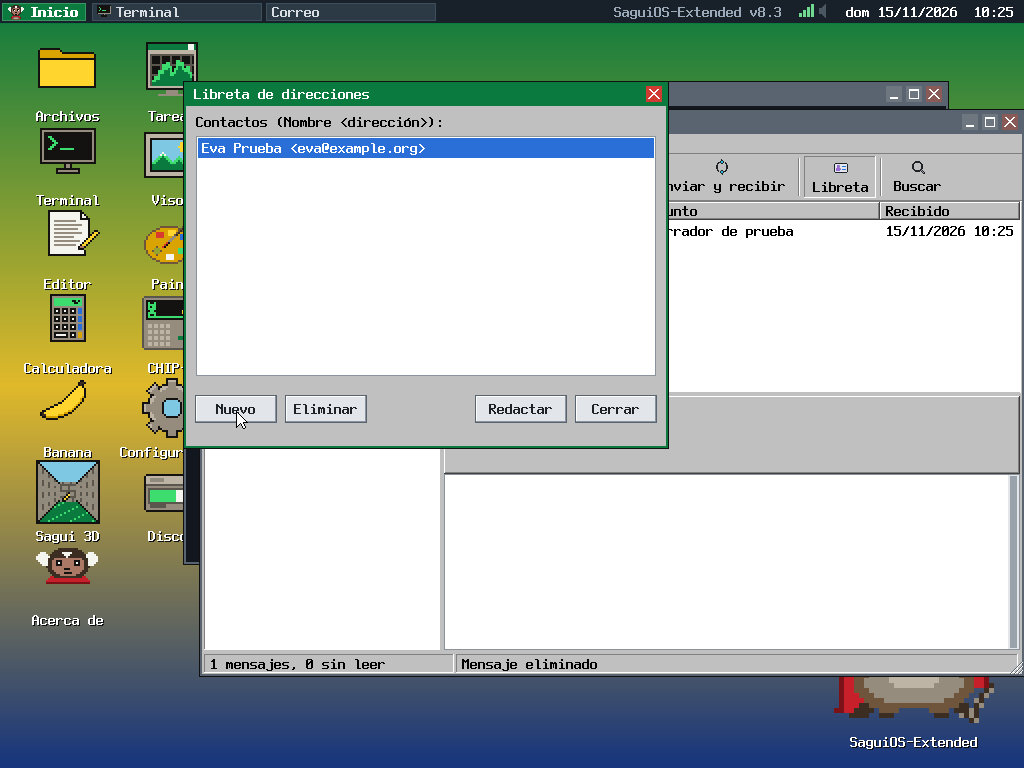 Inicio
Terminal
Correo
SaguiOS-Extended v8.3
dom 15/11/2026 10:25
Archivos
Terminal
Editor
Calculadora
CHIP-
Banana
Configur
Sagui 3D
Acerca de
Libreta de direcciones
Contactos (Nombre <dirección>):
Eva Prueba <eva@example.org>
Nuevo
Eliminar
Redactar
Cerrar
nviar y recibir
Libreta
Buscar
unto
Recibido
rrador de prueba
15/11/2026 10:25
1 mensajes, 0 sin leer
Mensaje eliminado
SaguiOS-Extended